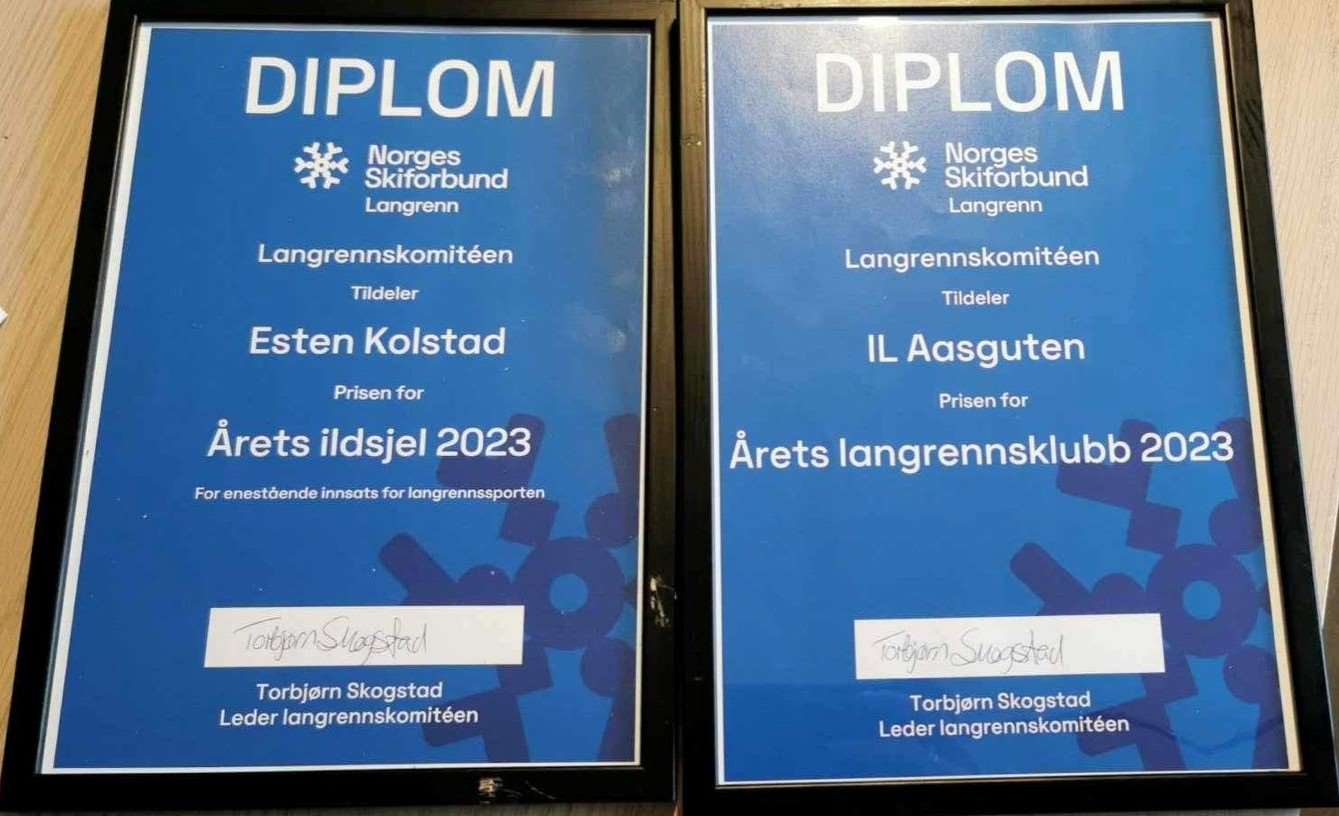 DIPLOM
Norges
Skiforbund
Langrenn
Langrennskomitéen
Tildeler
Esten Kolstad
Prisen for
Årets ildsjel 2023
For enestående innsats for langrennssporten
Torbjørn Skogstad
Torbjørn Skogstad
Leder langrennskomitéen
DIPLOM
Norges
Skiforbund
Langrenn
Langrennskomitéen
Tildeler
IL Aasguten
Prisen for
Årets langrennsklubb 2023
Torbjørn Skogstad
Torbjørn Skogstad
Leder langrennskomitéen